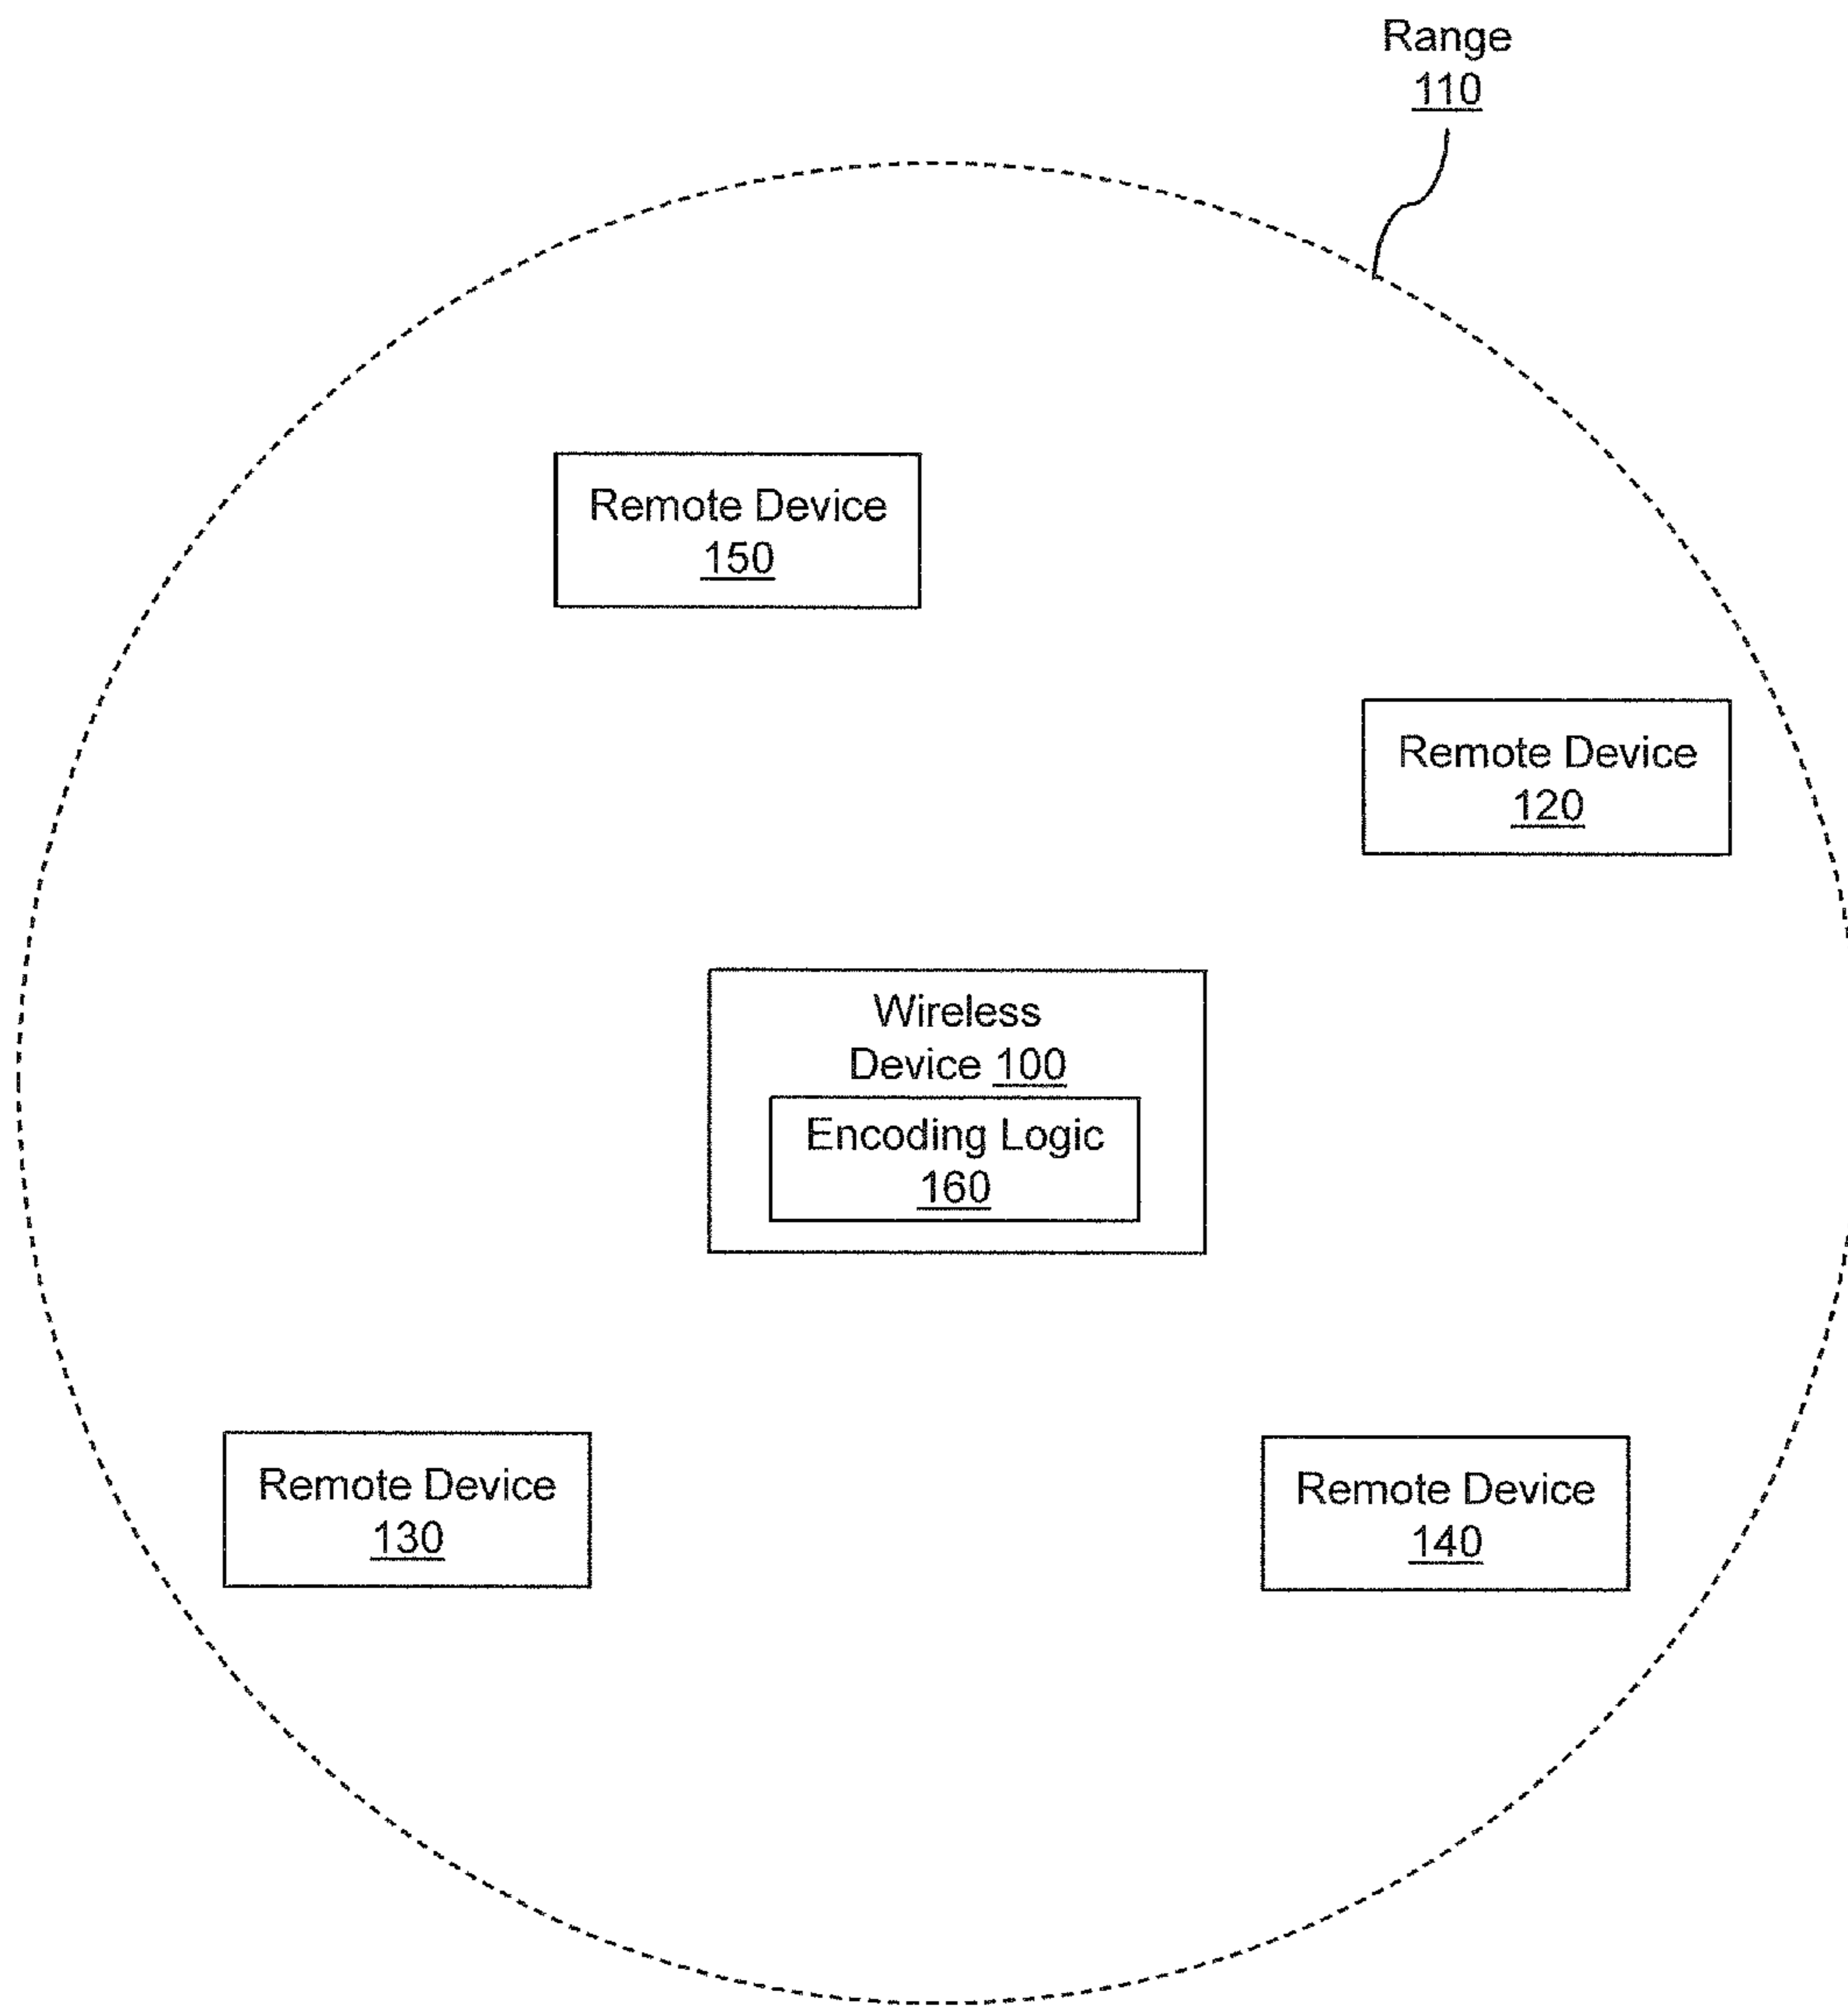 Range
110
Remote Device
150
Remote Device
120
Wireless
Device 100
Encoding Logic
160
Remote Device
130
Remote Device
140